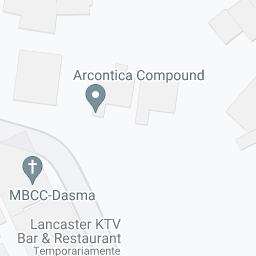 Arcontica Compound
MBCC-Dasma
Lancaster KTV
Bar & Restaurant
Temporariamente